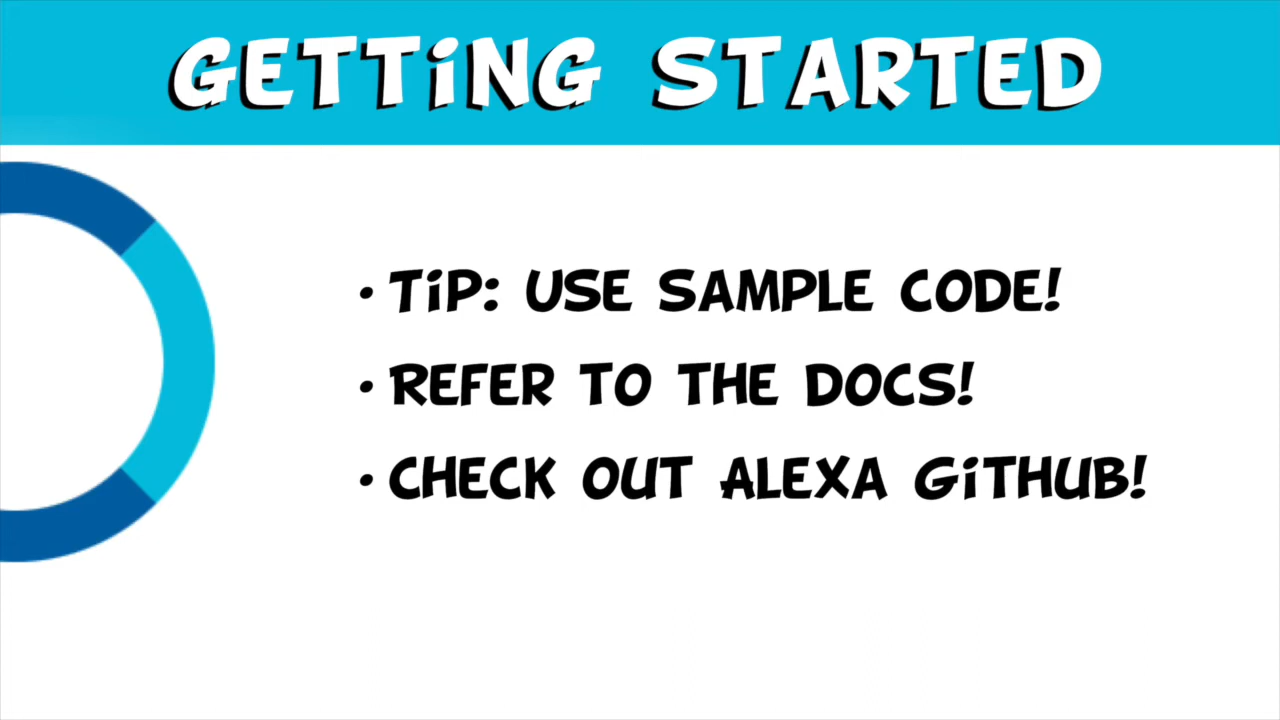 GETTING STARTED
• TIP: USE SAMPLE CODE!
• REFER TO THE DOCS!
• CHECK OUT ALEXA GITHUB!